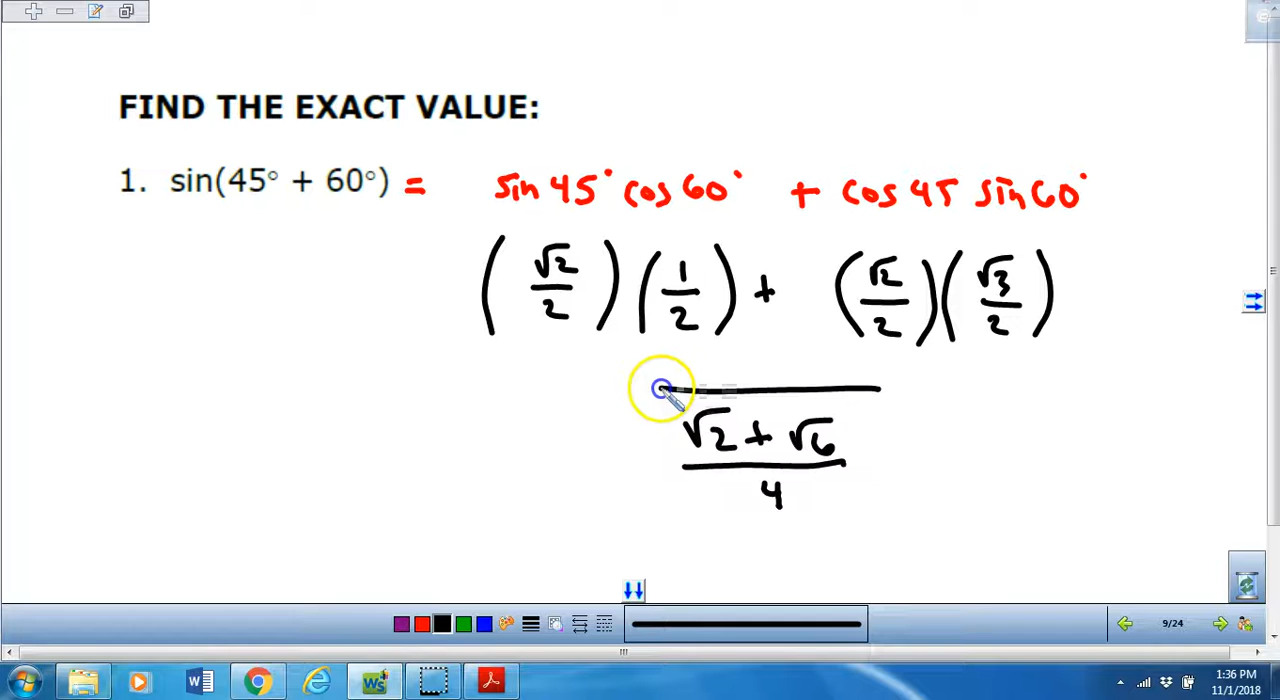 FIND THE EXACT VALUE:
1. sin(45° + 60°) = sin 45° cos 60° + cos 45 sin 60°
(√2/2)(1/2) + (√2/2)(√3/2)
√2 + √6
4
9/24
1:36 PM
11/1/2018